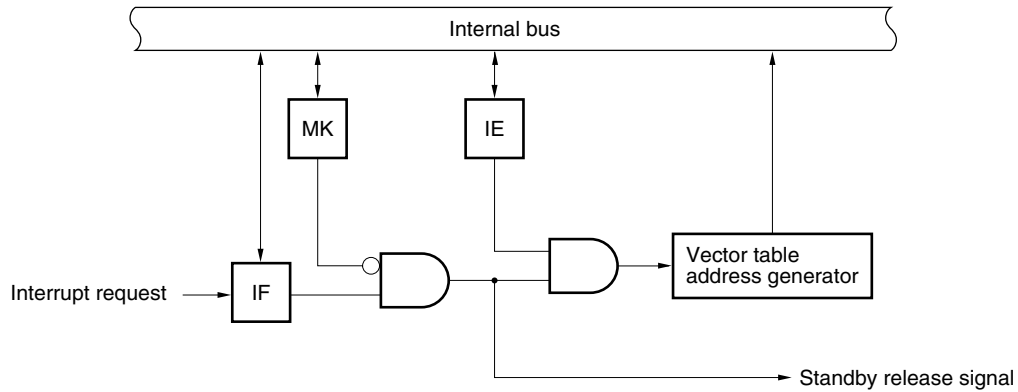 Internal bus
MK
IE
Interrupt request
IF
Vector table
address generator
Standby release signal